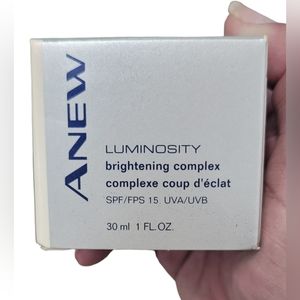 ANEW
LUMINOSITY
brightening complex
complexe coup d'éclat
SPF/FPS 15 UVA/UVB
30 ml 1 FL.OZ.